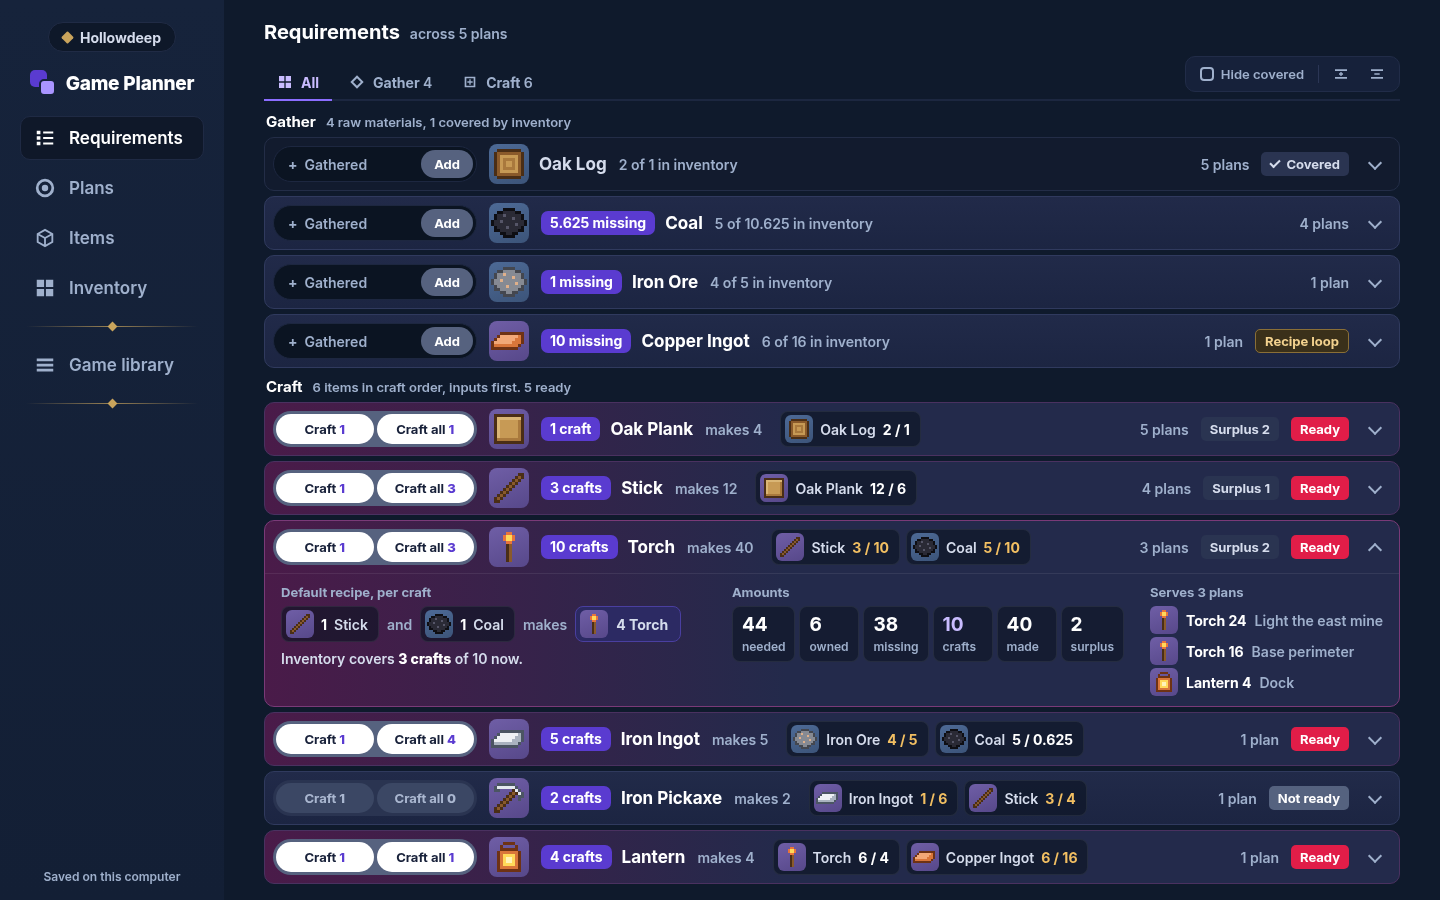 Hollowdeep
Game Planner
Requirements
Plans
Items
Inventory
Game library
Saved on this computer
Requirements across 5 plans
All Gather 4 Craft 6
Hide covered
Gather 4 raw materials, 1 covered by inventory
+ Gathered Add Oak Log 2 of 1 in inventory 5 plans Covered
+ Gathered Add 5.625 missing Coal 5 of 10.625 in inventory 4 plans
+ Gathered Add 1 missing Iron Ore 4 of 5 in inventory 1 plan
+ Gathered Add 10 missing Copper Ingot 6 of 16 in inventory 1 plan Recipe loop
Craft 6 items in craft order, inputs first. 5 ready
Craft 1 Craft all 1 1 craft Oak Plank makes 4 Oak Log 2 / 1 5 plans Surplus 2 Ready
Craft 1 Craft all 3 3 crafts Stick makes 12 Oak Plank 12 / 6 4 plans Surplus 1 Ready
Craft 1 Craft all 3 10 crafts Torch makes 40 Stick 3 / 10 Coal 5 / 10 3 plans Surplus 2 Ready
Default recipe, per craft
1 Stick and 1 Coal makes 4 Torch
Inventory covers 3 crafts of 10 now.
Amounts
44 6 38 10 40 2
needed owned missing crafts made surplus
Serves 3 plans
Torch 24 Light the east mine
Torch 16 Base perimeter
Lantern 4 Dock
Craft 1 Craft all 4 5 crafts Iron Ingot makes 5 Iron Ore 4 / 5 Coal 5 / 0.625 1 plan Ready
Craft 1 Craft all 0 2 crafts Iron Pickaxe makes 2 Iron Ingot 1 / 6 Stick 3 / 4 1 plan Not ready
Craft 1 Craft all 1 4 crafts Lantern makes 4 Torch 6 / 4 Copper Ingot 6 / 16 1 plan Ready